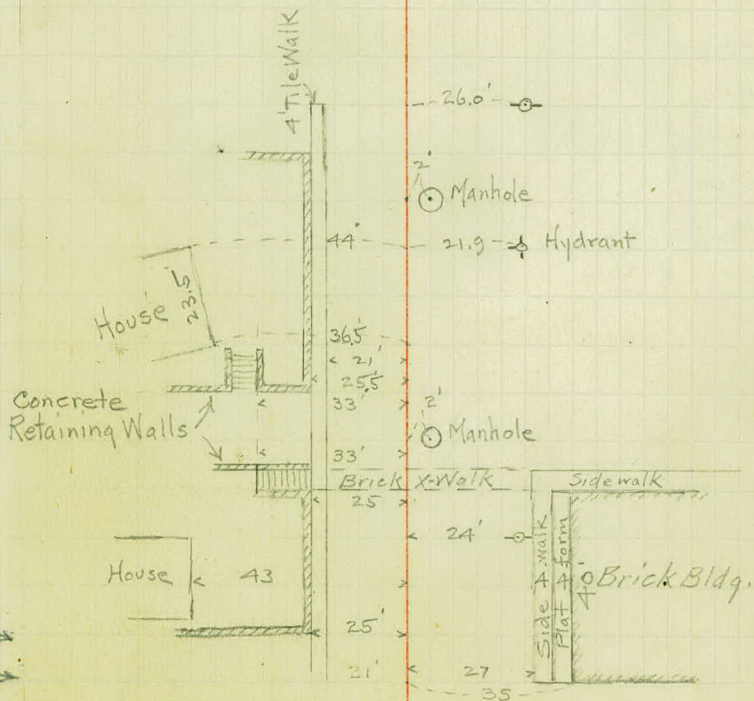 4' Tile Walk
26.0'
2'
Manhole
44'
21.9
Hydrant
House
23.5'
36.5'
21'
25.5
Concrete
33'
2'
Retaining Walls
Manhole
33'
Brick X-Walk
Sidewalk
25
24'
House
43
Side walk
4
Plat form
4
Brick Bldg.
25'
21'
27
35